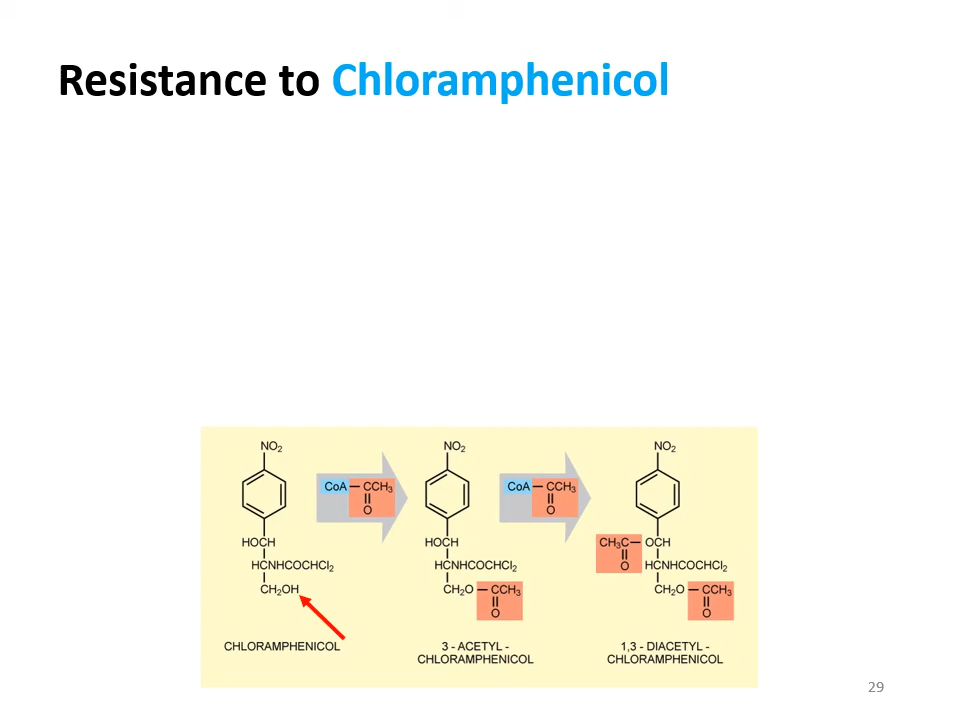 Resistance to Chloramphenicol
NO₂
HOCH
HCNHCOCHCl₂
CH₂OH
CHLORAMPHENICOL
CoA — CCH₃
O
NO₂
HOCH
HCNHCOCHCl₂
CH₂O — CCH₃
O
3 - ACETYL -
CHLORAMPHENICOL
CoA — CCH₃
O
NO₂
CH₃C — OCH
O
HCNHCOCHCl₂
CH₂O — CCH₃
O
1,3 - DIACETYL -
CHLORAMPHENICOL
29